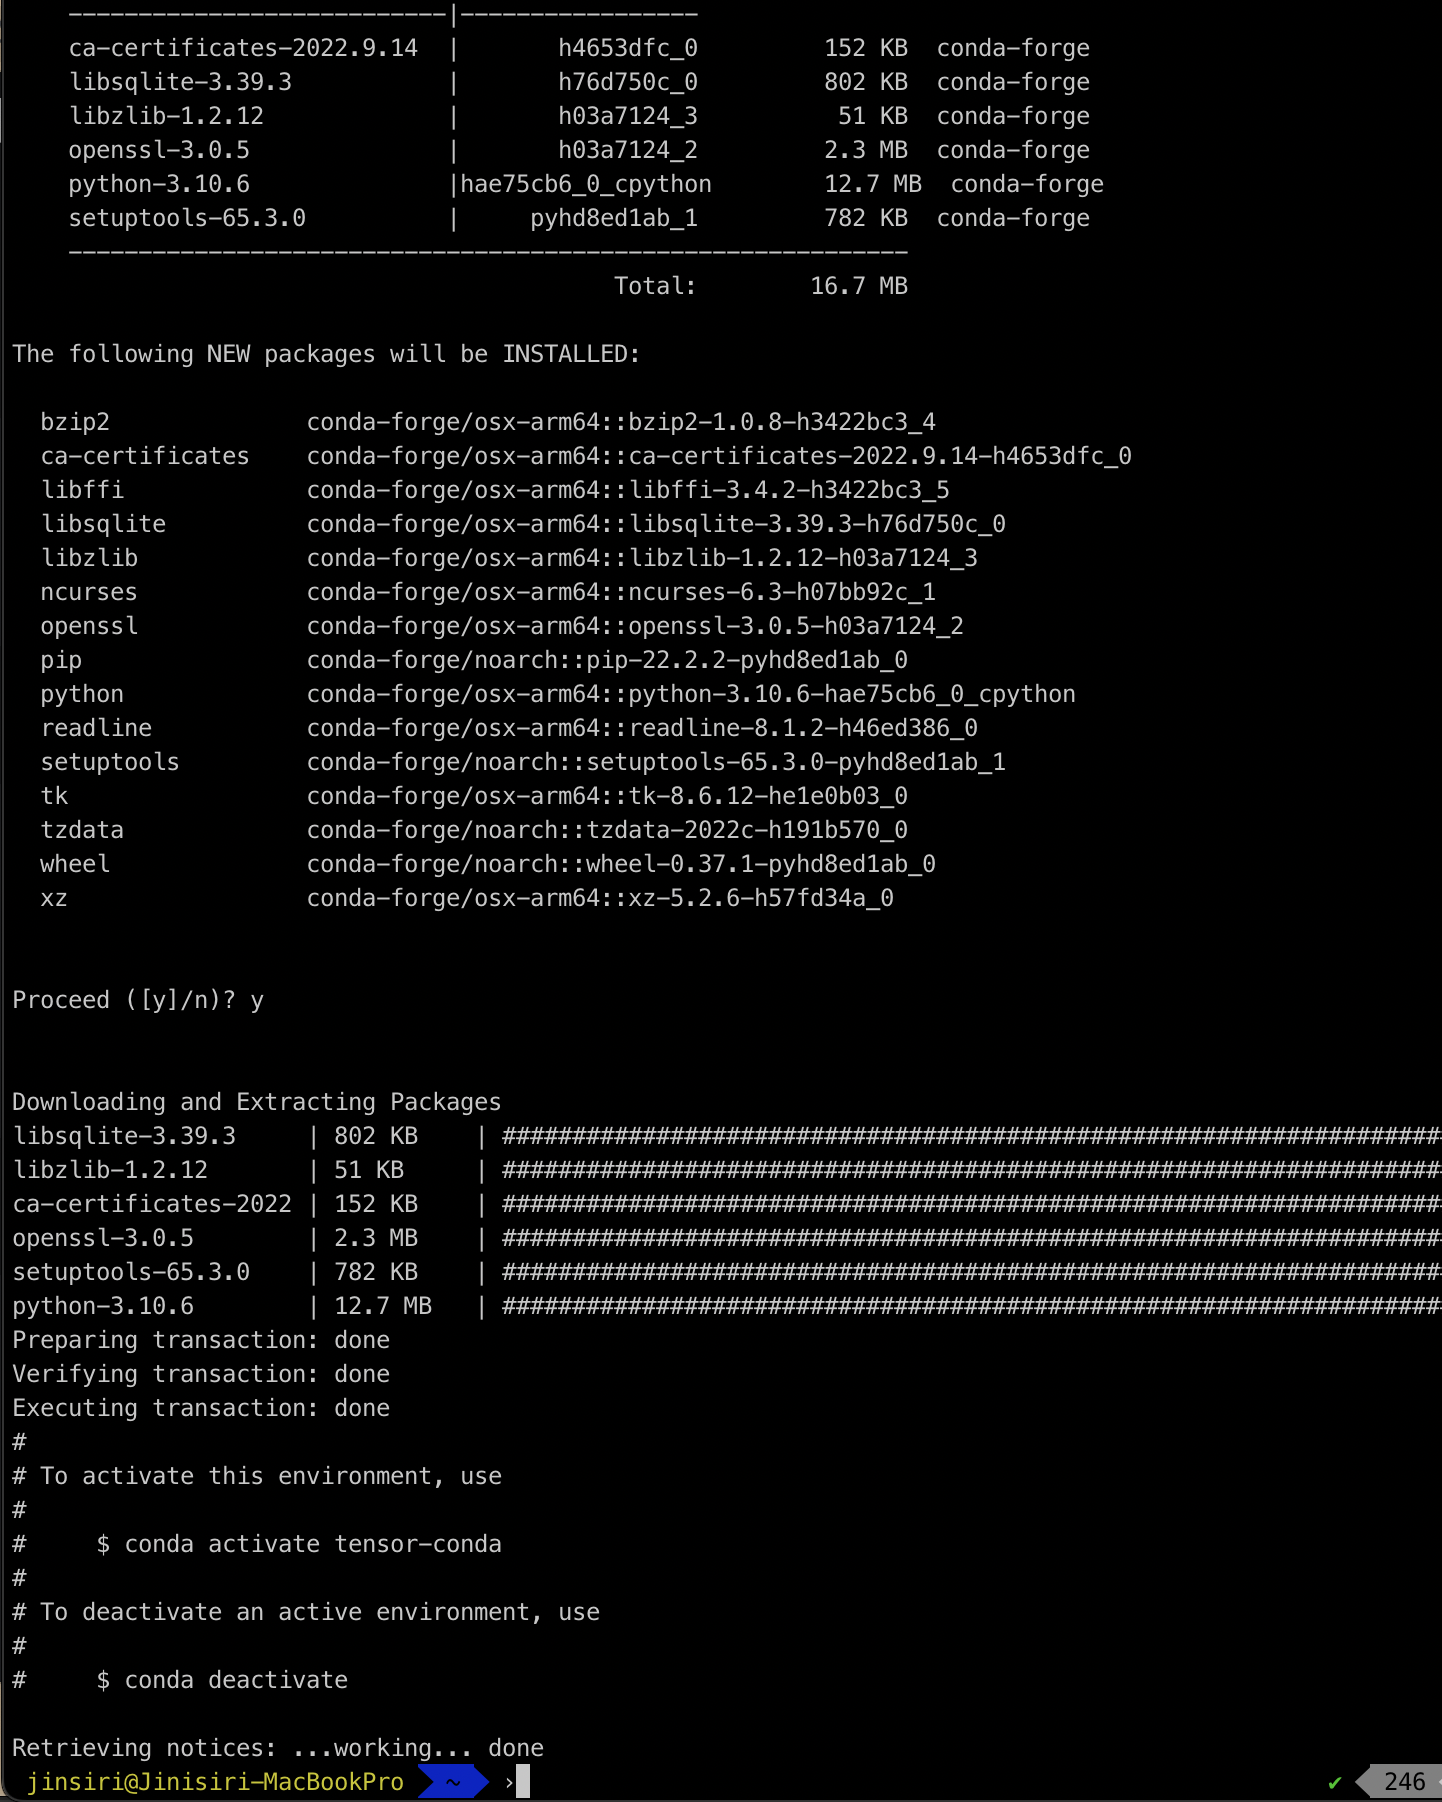 ---------------------------|-----------------
ca-certificates-2022.9.14  |       h4653dfc_0         152 KB  conda-forge
libsqlite-3.39.3           |       h76d750c_0         802 KB  conda-forge
libzlib-1.2.12             |       h03a7124_3          51 KB  conda-forge
openssl-3.0.5              |       h03a7124_2         2.3 MB  conda-forge
python-3.10.6              |hae75cb6_0_cpython        12.7 MB  conda-forge
setuptools-65.3.0          |     pyhd8ed1ab_1         782 KB  conda-forge
------------------------------------------------------------
Total:        16.7 MB
The following NEW packages will be INSTALLED:
bzip2              conda-forge/osx-arm64::bzip2-1.0.8-h3422bc3_4
ca-certificates    conda-forge/osx-arm64::ca-certificates-2022.9.14-h4653dfc_0
libffi             conda-forge/osx-arm64::libffi-3.4.2-h3422bc3_5
libsqlite          conda-forge/osx-arm64::libsqlite-3.39.3-h76d750c_0
libzlib            conda-forge/osx-arm64::libzlib-1.2.12-h03a7124_3
ncurses            conda-forge/osx-arm64::ncurses-6.3-h07bb92c_1
openssl            conda-forge/osx-arm64::openssl-3.0.5-h03a7124_2
pip                conda-forge/noarch::pip-22.2.2-pyhd8ed1ab_0
python             conda-forge/osx-arm64::python-3.10.6-hae75cb6_0_cpython
readline           conda-forge/osx-arm64::readline-8.1.2-h46ed386_0
setuptools         conda-forge/noarch::setuptools-65.3.0-pyhd8ed1ab_1
tk                 conda-forge/osx-arm64::tk-8.6.12-he1e0b03_0
tzdata             conda-forge/noarch::tzdata-2022c-h191b570_0
wheel              conda-forge/noarch::wheel-0.37.1-pyhd8ed1ab_0
xz                 conda-forge/osx-arm64::xz-5.2.6-h57fd34a_0
Proceed ([y]/n)? y
Downloading and Extracting Packages
libsqlite-3.39.3     | 802 KB    | ###################################################################
libzlib-1.2.12       | 51 KB     | ###################################################################
ca-certificates-2022 | 152 KB    | ###################################################################
openssl-3.0.5        | 2.3 MB    | ###################################################################
setuptools-65.3.0    | 782 KB    | ###################################################################
python-3.10.6        | 12.7 MB   | ###################################################################
Preparing transaction: done
Verifying transaction: done
Executing transaction: done
#
# To activate this environment, use
#
#     $ conda activate tensor-conda
#
# To deactivate an active environment, use
#
#     $ conda deactivate
Retrieving notices: ...working... done
jinsiri@Jinisiri-MacBookPro ~ › ✔ 246